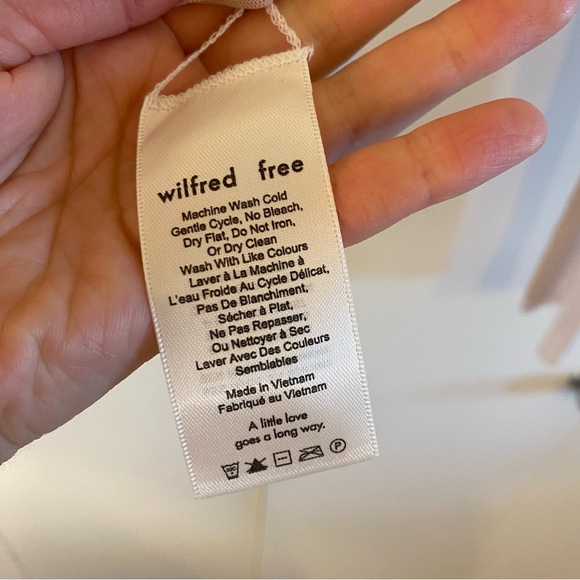 wilfred free
Machine Wash Cold
Gentle Cycle, No Bleach,
Dry Flat, Do Not Iron,
Or Dry Clean
Wash With Like Colours
Laver à La Machine à
L'eau Froide Au Cycle Délicat,
Pas De Blanchiment,
Sécher à Plat,
Ne Pas Repasser,
Ou Nettoyer à Sec
Laver Avec Des Couleurs
Semblables
Made in Vietnam
Fabriqué au Vietnam
A little love
goes a long way.
P